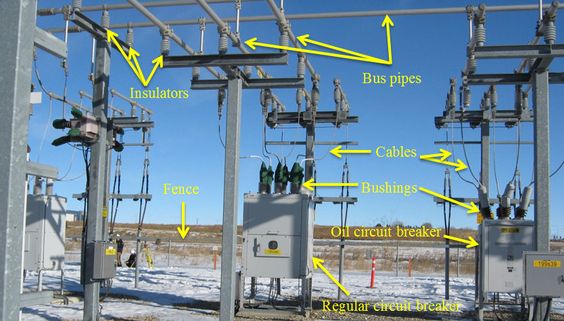 Insulators
Bus pipes
Cables
Fence
Bushings
Oil circuit breaker
Regular circuit breaker